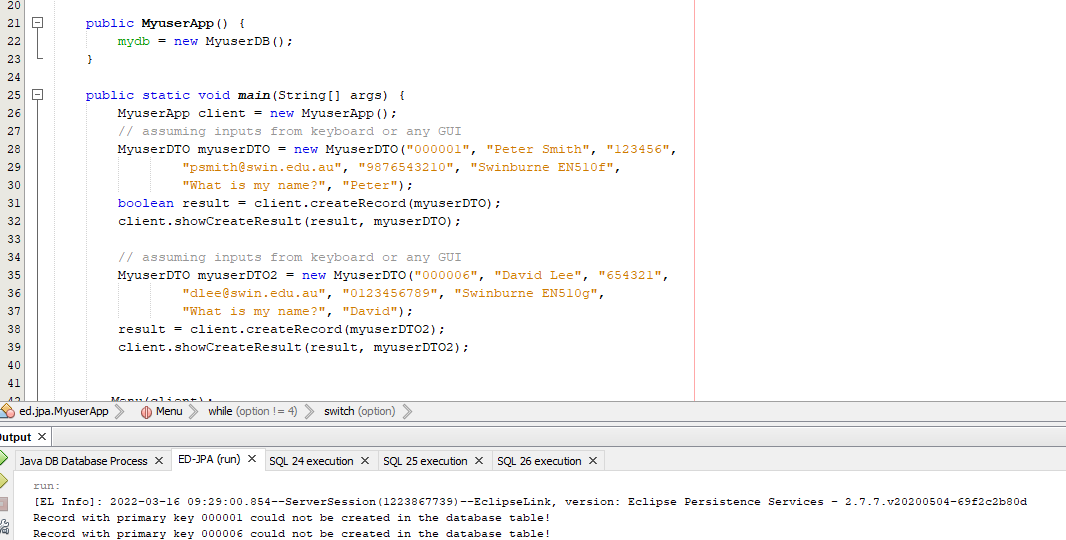 20
21 public MyuserApp() {
22 mydb = new MyuserDB();
23 }
24
25 public static void main(String[] args) {
26 MyuserApp client = new MyuserApp();
27 // assuming inputs from keyboard or any GUI
28 MyuserDTO myuserDTO = new MyuserDTO("000001", "Peter Smith", "123456",
29 "psmith@swin.edu.au", "9876543210", "Swinburne EN510f",
30 "What is my name?", "Peter");
31 boolean result = client.createRecord(myuserDTO);
32 client.showCreateResult(result, myuserDTO);
33
34 // assuming inputs from keyboard or any GUI
35 MyuserDTO myuserDTO2 = new MyuserDTO("000006", "David Lee", "654321",
36 "dlee@swin.edu.au", "0123456789", "Swinburne EN510g",
37 "What is my name?", "David");
38 result = client.createRecord(myuserDTO2);
39 client.showCreateResult(result, myuserDTO2);
40
41
42 Menu(client);
ed.jpa.MyuserApp Menu while (option != 4) switch (option)
utput
Java DB Database Process ED-JPA (run) SQL 24 execution SQL 25 execution SQL 26 execution
run:
[EL Info]: 2022-03-16 09:29:00.854--ServerSession(1223867739)--EclipseLink, version: Eclipse Persistence Services - 2.7.7.v20200504-69f2c2b80d
Record with primary key 000001 could not be created in the database table!
Record with primary key 000006 could not be created in the database table!